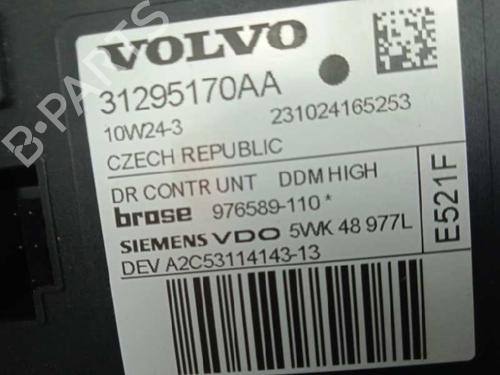 VOLVO
31295170AA
10W24-3
231024165253
CZECH REPUBLIC
DR CONTR UNT DDM HIGH
brose 976589-110*
SIEMENS VDO 5WK 48 977L
DEV A2C53114143-13
E521F
B-PARTS